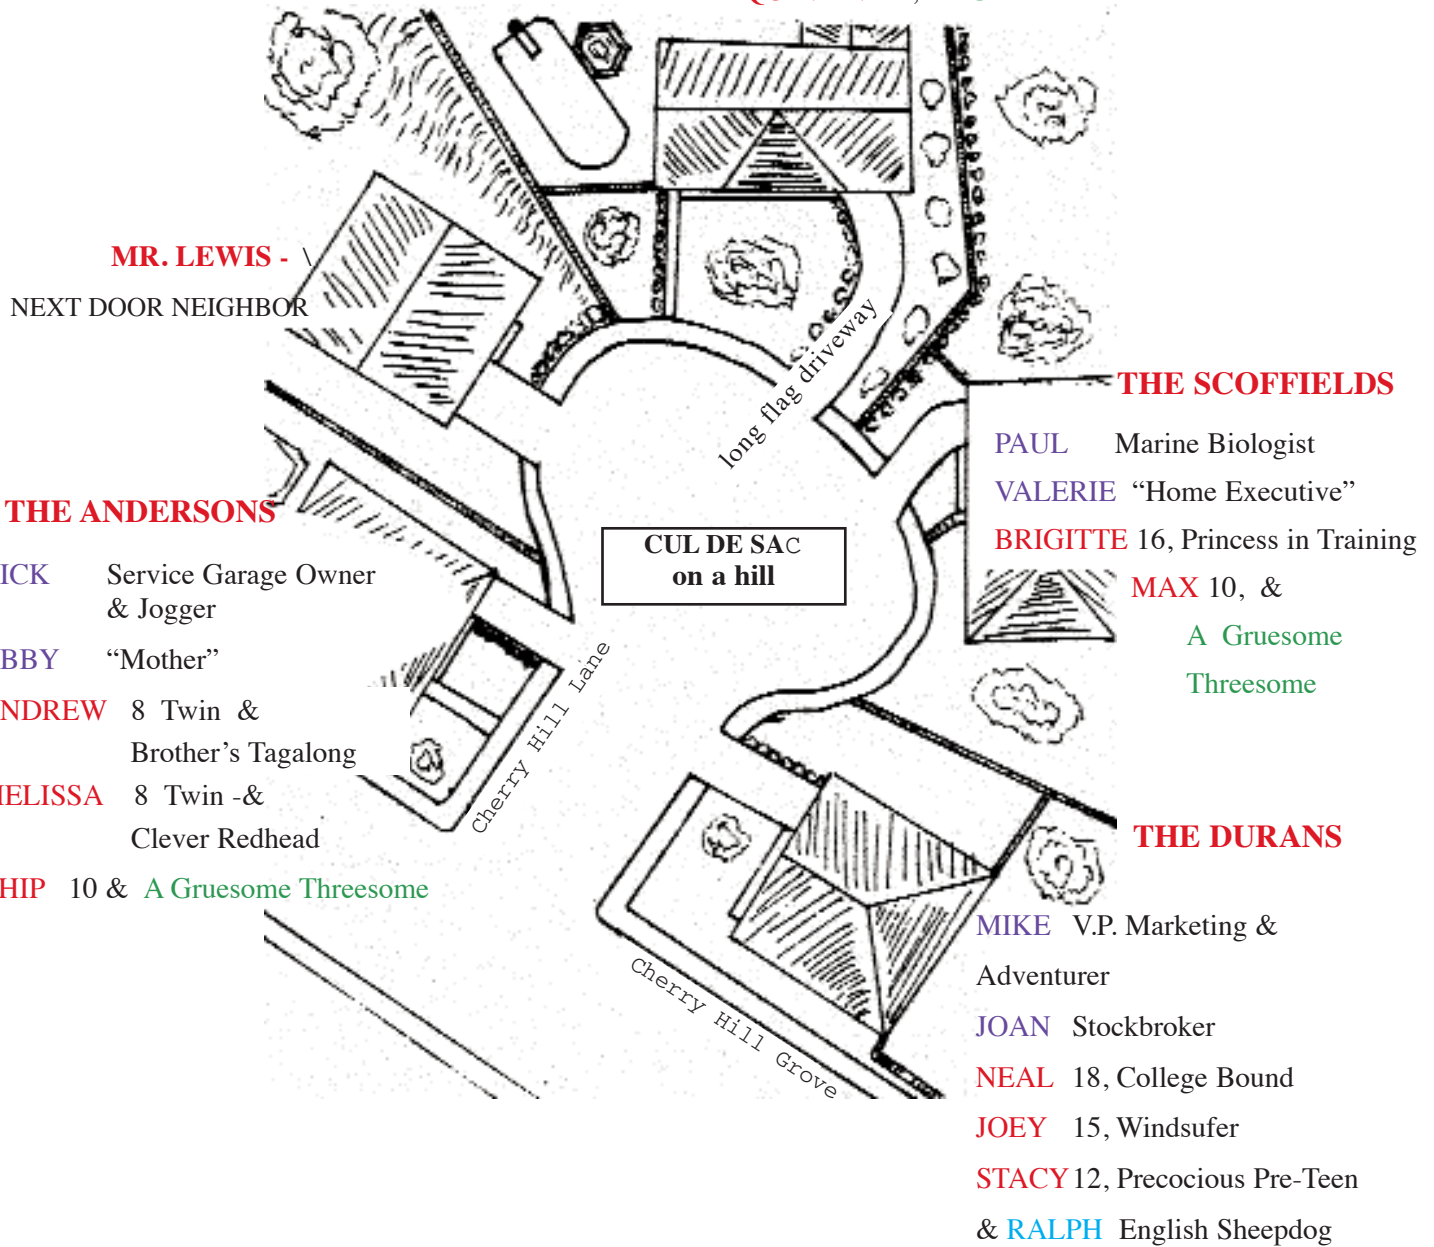 MR. LEWIS - \
NEXT DOOR NEIGHBOR
long flag driveway
THE SCOFFIELDS
PAUL Marine Biologist
VALERIE “Home Executive”
BRIGITTE 16, Princess in Training
MAX 10, &
A Gruesome
Threesome
CUL DE SAC
on a hill
THE ANDERSONS
ICK Service Garage Owner
& Jogger
BBY “Mother”
NDREW 8 Twin &
Brother’s Tagalong
ELISSA 8 Twin -&
Clever Redhead
HIP 10 & A Gruesome Threesome
Cherry Hill Lane
Cherry Hill Grove
THE DURANS
MIKE V.P. Marketing &
Adventurer
JOAN Stockbroker
NEAL 18, College Bound
JOEY 15, Windsufer
STACY 12, Precocious Pre-Teen
& RALPH English Sheepdog